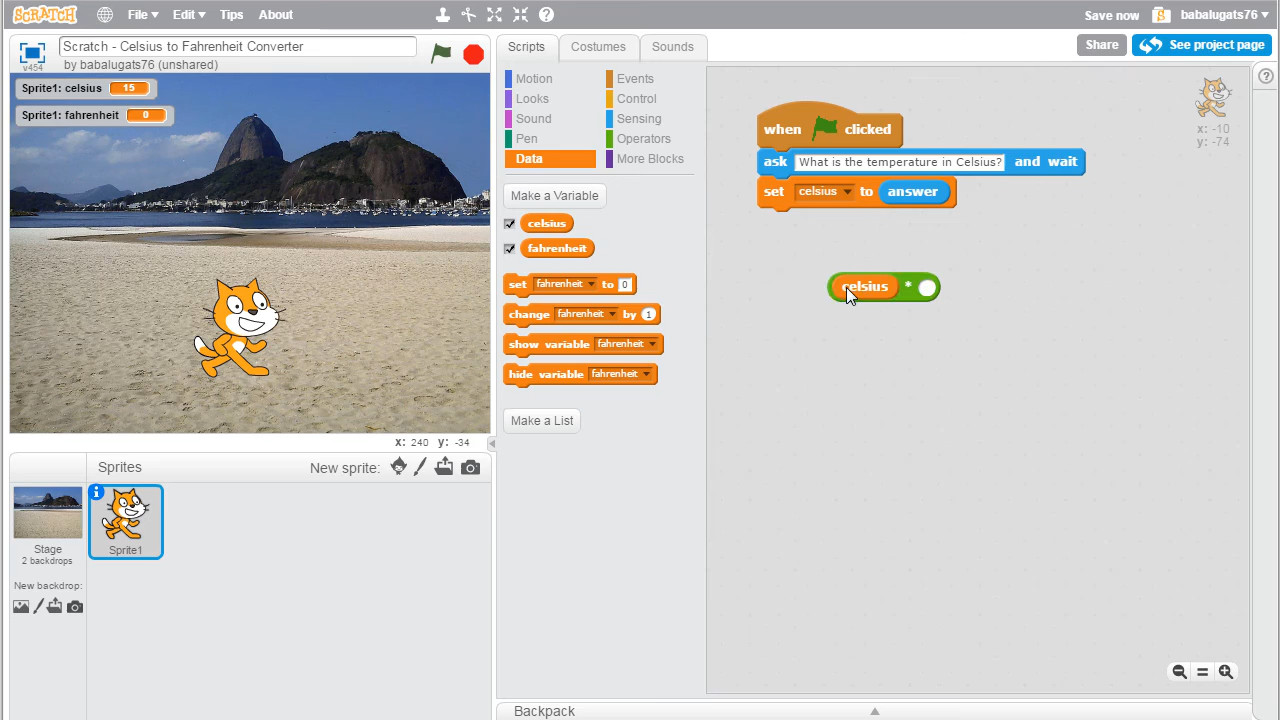 SCRATCH File Edit Tips About Save now babalugats76
Scratch - Celsius to Fahrenheit Converter
by babalugats76 (unshared)
v454
Scripts Costumes Sounds
Share See project page
Sprite1: celsius 15
Sprite1: fahrenheit 0
Motion Events
Looks Control
Sound Sensing
Pen Operators
Data More Blocks
Make a Variable
celsius
fahrenheit
set fahrenheit to 0
change fahrenheit by 1
show variable fahrenheit
hide variable fahrenheit
Make a List
when clicked
ask What is the temperature in Celsius? and wait
set celsius to answer
celsius *
x: -10
y: -74
x: 240 y: -34
Sprites New sprite:
Stage
2 backdrops
New backdrop:
Sprite1
Backpack